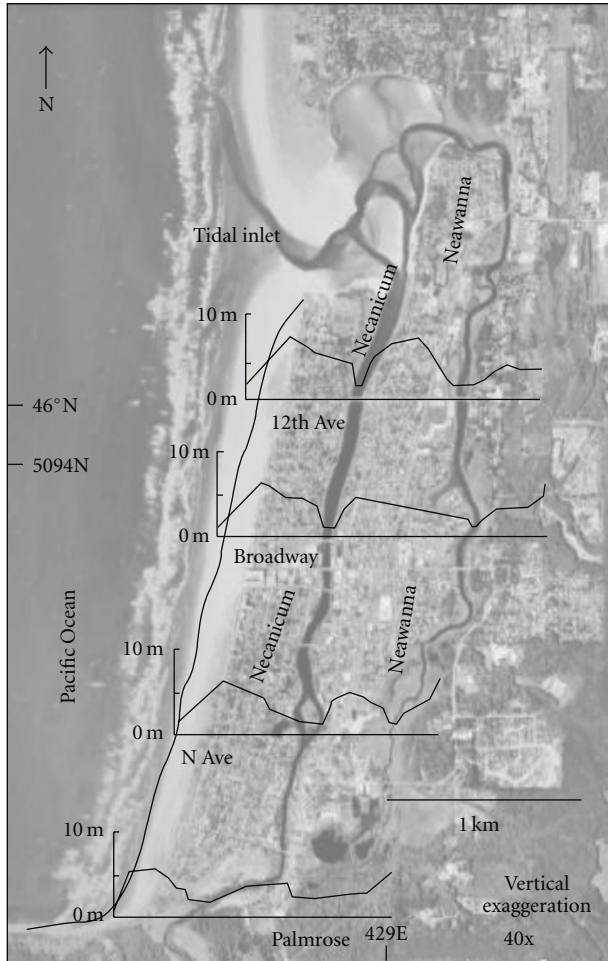 N
Tidal inlet
Neawanna
Necanicum
10 m
0 m
12th Ave
46°N
5094N
10 m
0 m
Broadway
Pacific Ocean
Necanicum
Neawanna
10 m
0 m
N Ave
1 km
10 m
0 m
Palmrose
429E
Vertical
exaggeration
40x